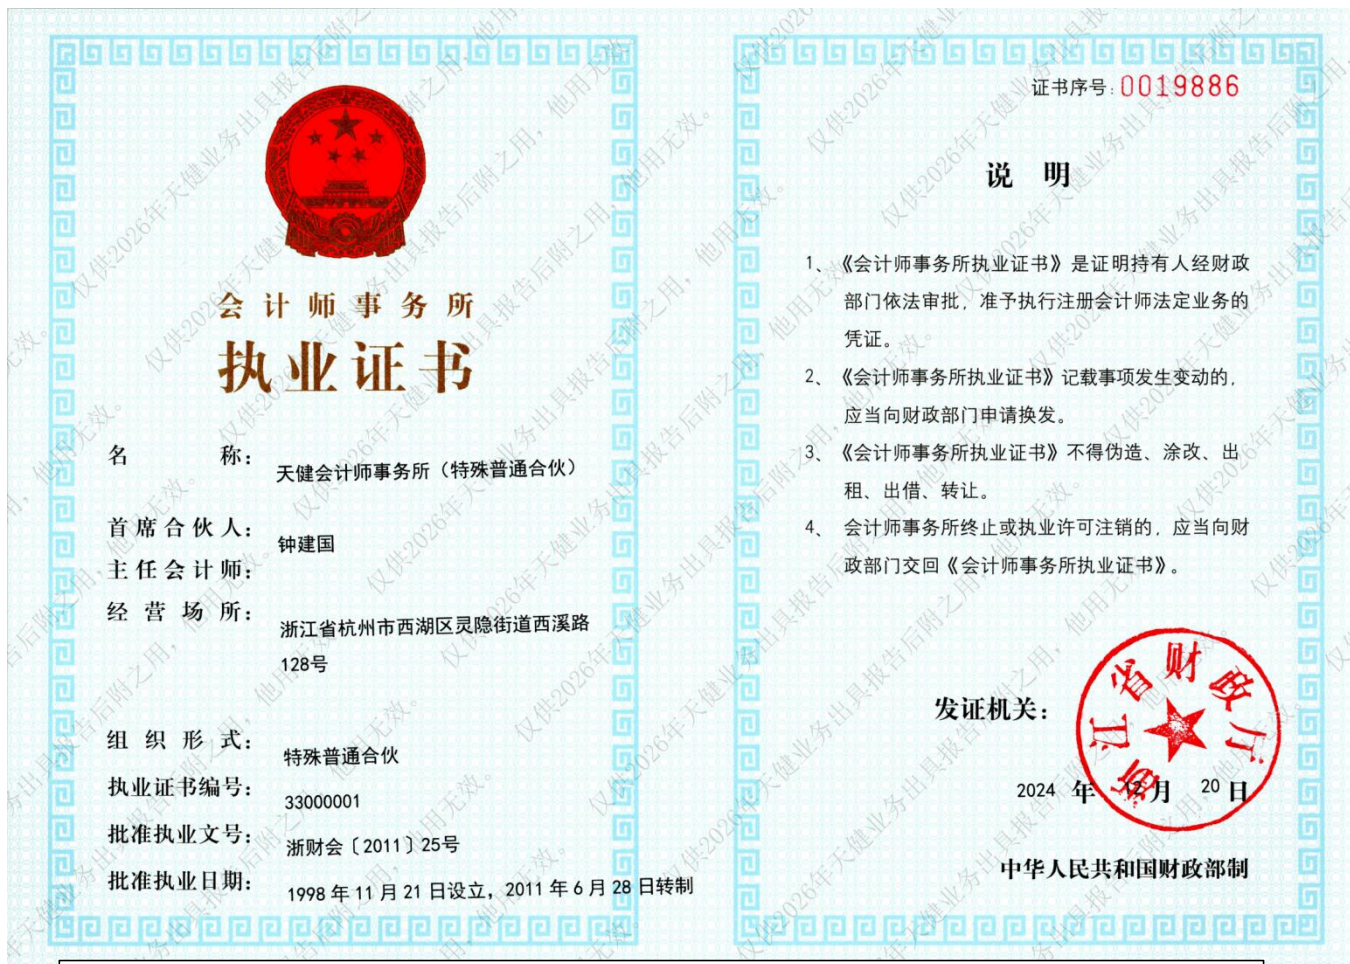 会计师事务所
执业证书
名 称：
天健会计师事务所（特殊普通合伙）
首席合伙人：
钟建国
主任会计师：
经 营 场 所：
浙江省杭州市西湖区灵隐街道西溪路
128号
组 织 形 式：
特殊普通合伙
执业证书编号：
33000001
批准执业文号：
浙财会〔2011〕25号
批准执业日期：
1998 年 11 月 21 日设立，2011 年 6 月 28 日转制
证书序号：0019886
说 明
1、《会计师事务所执业证书》是证明持有人经财政
部门依法审批，准予执行注册会计师法定业务的
凭证。
2、《会计师事务所执业证书》记载事项发生变动的，
应当向财政部门申请换发。
3、《会计师事务所执业证书》不得伪造、涂改、出
租、出借、转让。
4、 会计师事务所终止或执业许可注销的，应当向财
政部门交回《会计师事务所执业证书》。
发证机关：
浙江省财政厅
2024 年 12 月 20 日
中华人民共和国财政部制
仅供2026年天健业务出具报告后附之用，他用无效。